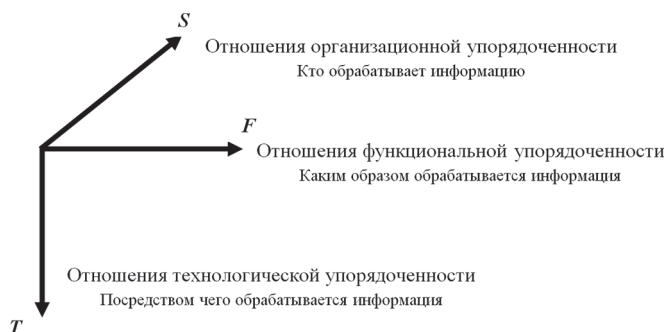 S
Отношения организационной упорядоченности
Кто обрабатывает информацию
F
Отношения функциональной упорядоченности
Каким образом обрабатывается информация
Отношения технологической упорядоченности
Посредством чего обрабатывается информация
T